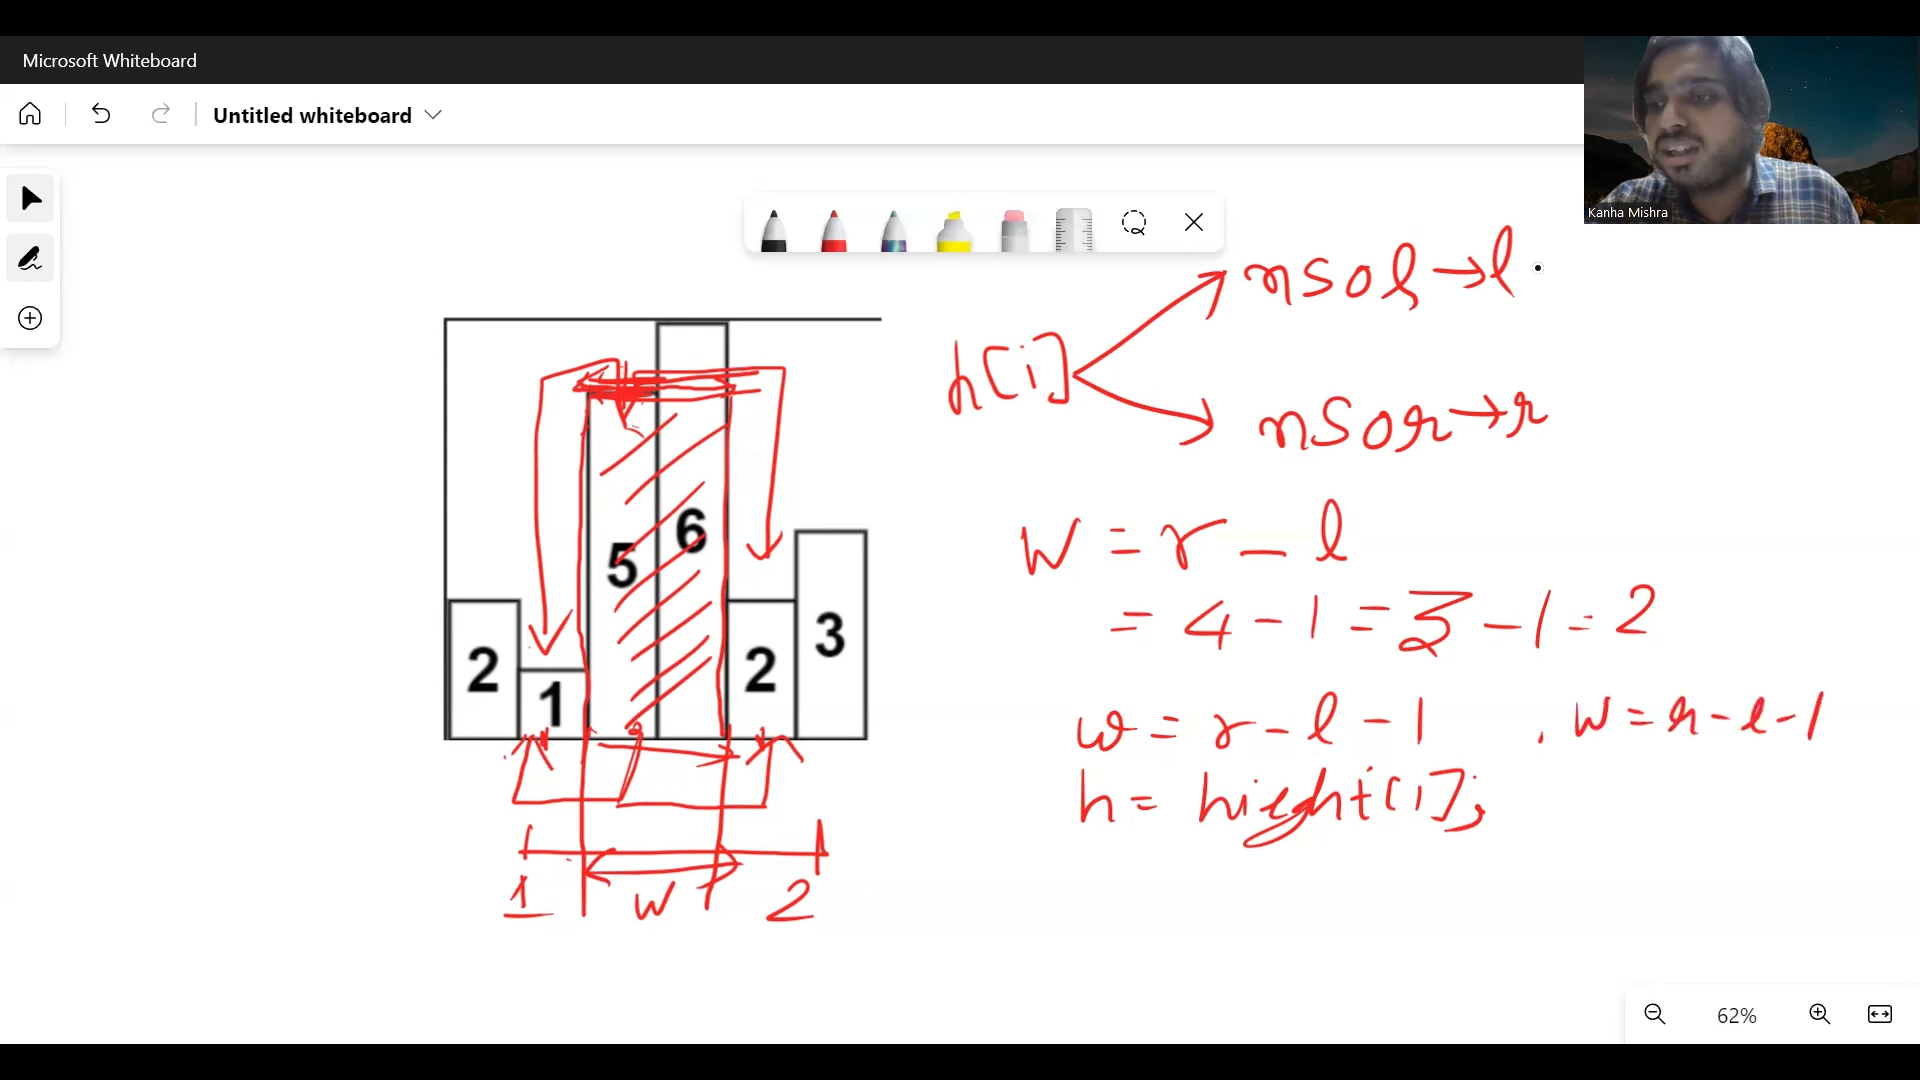 Microsoft Whiteboard
Untitled whiteboard
Kanha Mishra
h[i]
nsol → l
nsor → r
w = r - l
= 4 - 1 = 3 - 1 = 2
w = r - l - 1
, w = r - l - 1
h = hieght[i];
2
1
5
6
2
3
1
w
2
62%